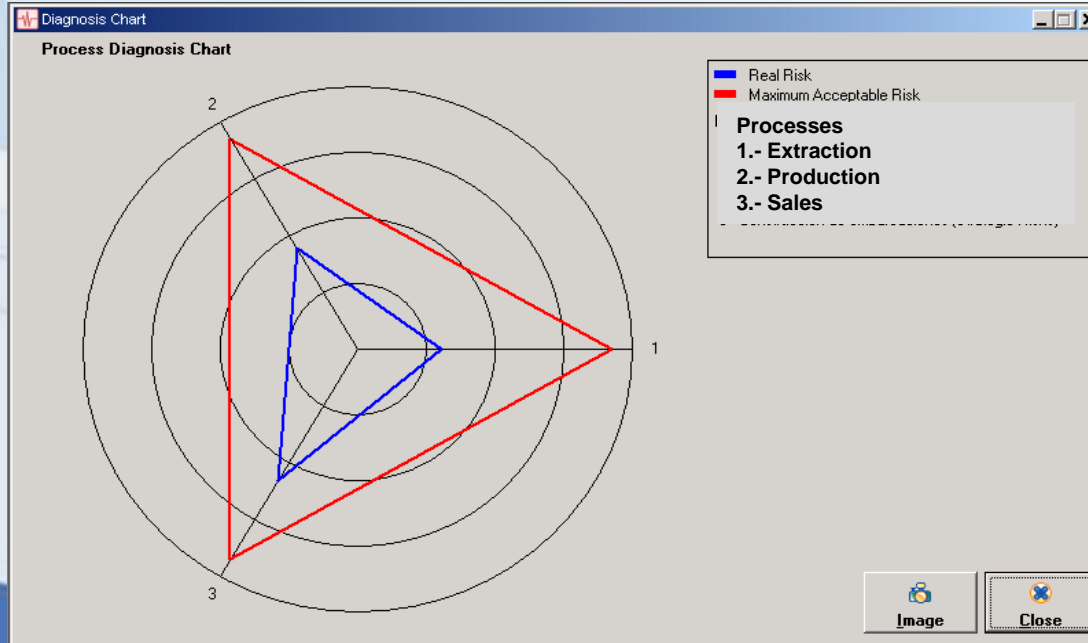 Diagnosis Chart
Process Diagnosis Chart
2
1
3
Real Risk
Maximum Acceptable Risk
Processes
1.- Extraction
2.- Production
3.- Sales
Image
Close